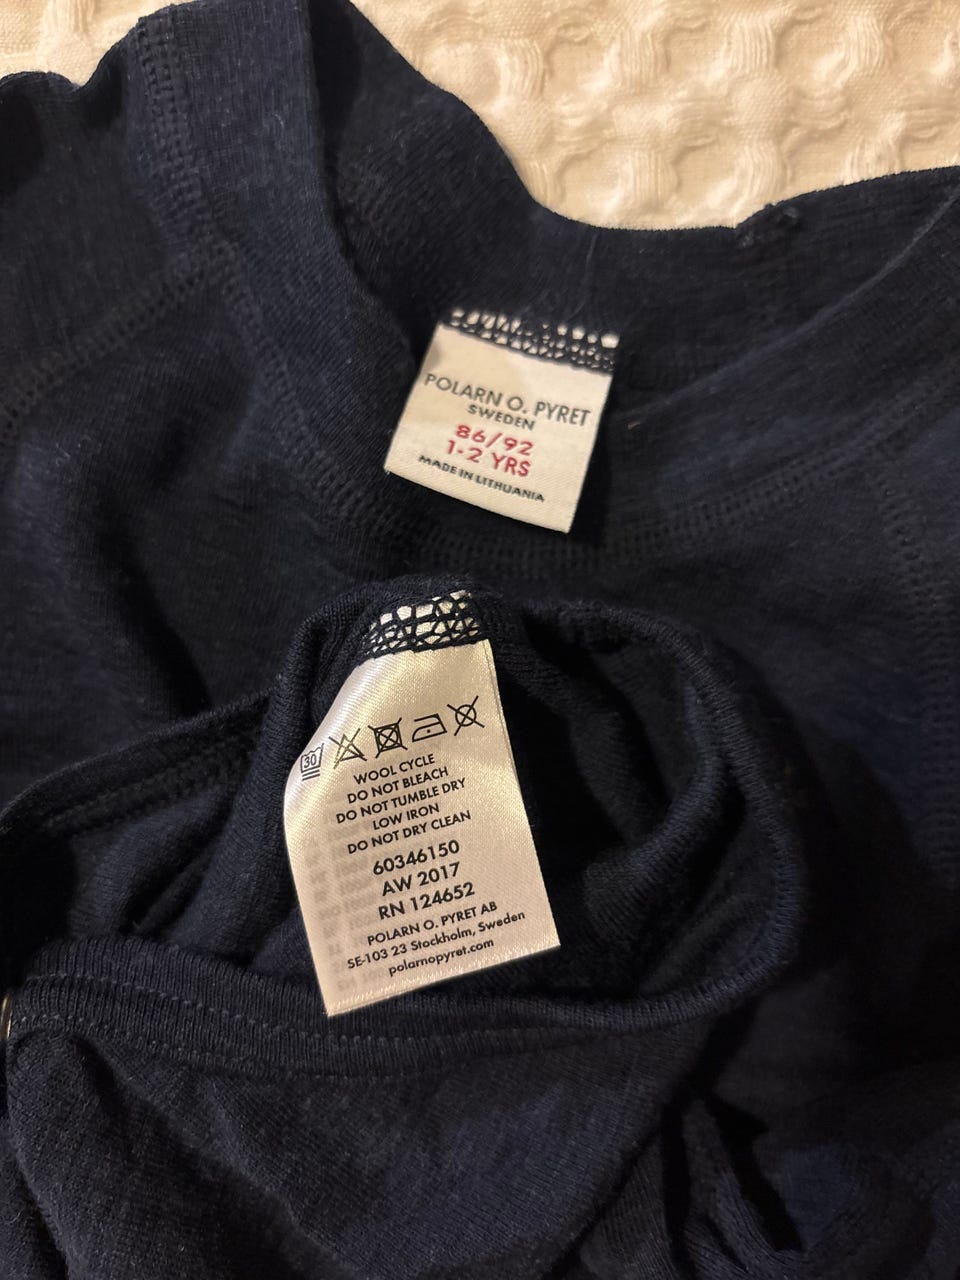 POLARN O. PYRET
SWEDEN
86/92
1-2 YRS
MADE IN LITHUANIA
30
WOOL CYCLE
DO NOT BLEACH
DO NOT TUMBLE DRY
LOW IRON
DO NOT DRY CLEAN
60346150
AW 2017
RN 124652
POLARN O. PYRET AB
SE-103 23 Stockholm, Sweden
polarnopyret.com